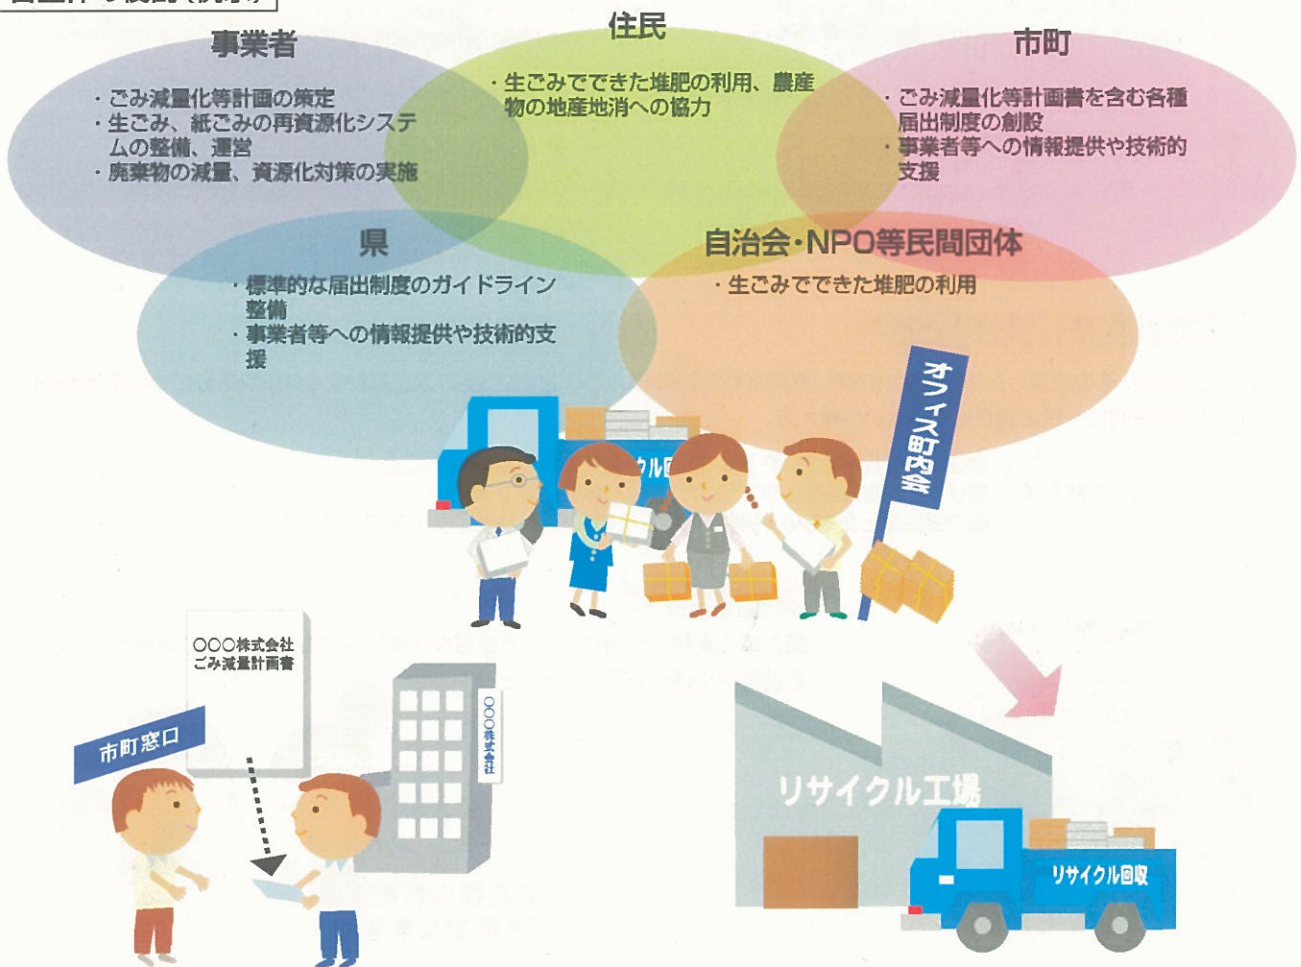 事業者
・ごみ減量化等計画の策定
・生ごみ、紙ごみの再資源化システ
ムの整備、運営
・廃棄物の減量、資源化対策の実施
住民
・生ごみでできた堆肥の利用、農産
物の地産地消への協力
市町
・ごみ減量化等計画書を含む各種
届出制度の創設
・事業者等への情報提供や技術的
支援
県
・標準的な届出制度のガイドライン
整備
・事業者等への情報提供や技術的支
援
自治会・NPO等民間団体
・生ごみでできた堆肥の利用
オフィス町内会
クル回
〇〇〇株式会社
ごみ減量計画書
市町窓口
〇〇〇株式会社
リサイクル工場
リサイクル回収